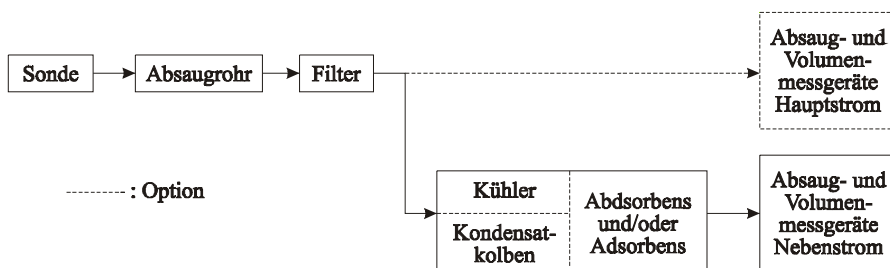 Sonde
Absaugrohr
Filter
Absaug- und
Volumen-
messgeräte
Hauptstrom
: Option
Kühler
Kondensat-
kolben
Abdsorbens
und/oder
Adsorbens
Absaug- und
Volumen-
messgeräte
Nebenstrom